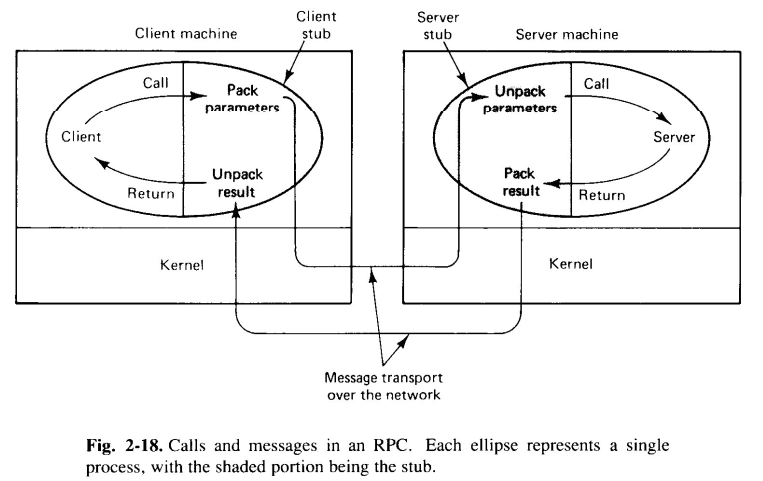 Client machine
Client
stub
Server
stub
Server machine
Call
Pack
parameters
Unpack
parameters
Call
Client
Server
Unpack
result
Return
Pack
result
Return
Kernel
Kernel
Message transport
over the network
Fig. 2-18. Calls and messages in an RPC. Each ellipse represents a single
process, with the shaded portion being the stub.